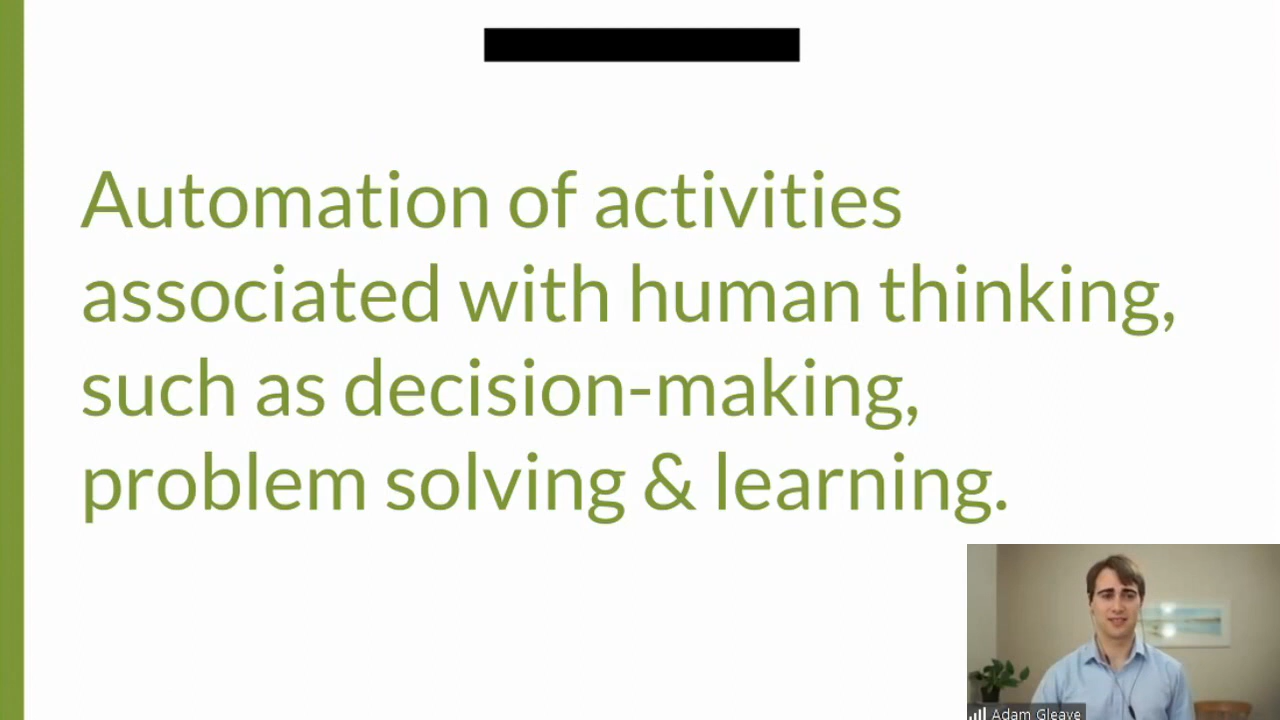 Automation of activities
associated with human thinking,
such as decision-making,
problem solving & learning.
Adam Gleave